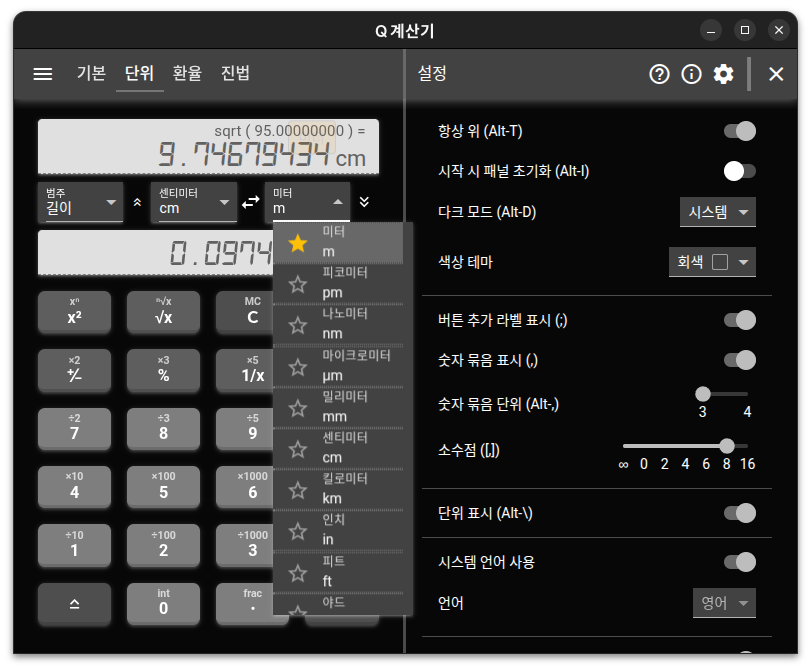 Q 계산기
기본 단위 환율 진법
설정
sqrt ( 95.00000000 ) =
9.74679434 cm
범주
길이
센티미터
cm
미터
m
0.0974
미터
m
피코미터
pm
나노미터
nm
마이크로미터
μm
밀리미터
mm
센티미터
cm
킬로미터
km
인치
in
피트
ft
야드
xⁿ
x²
ⁿ√x
√x
MC
C
×2
+/-
×3
%
×5
1/x
÷2
7
÷3
8
÷5
9
×10
4
×100
5
×1000
6
÷10
1
÷100
2
÷1000
3
int
0
frac
·
항상 위 (Alt-T)
시작 시 패널 초기화 (Alt-I)
다크 모드 (Alt-D)
시스템
색상 테마
회색
버튼 추가 라벨 표시 (;)
숫자 묶음 표시 (,)
숫자 묶음 단위 (Alt-,)
3 4
소수점 ([,])
∞ 0 2 4 6 8 16
단위 표시 (Alt-\)
시스템 언어 사용
언어
영어